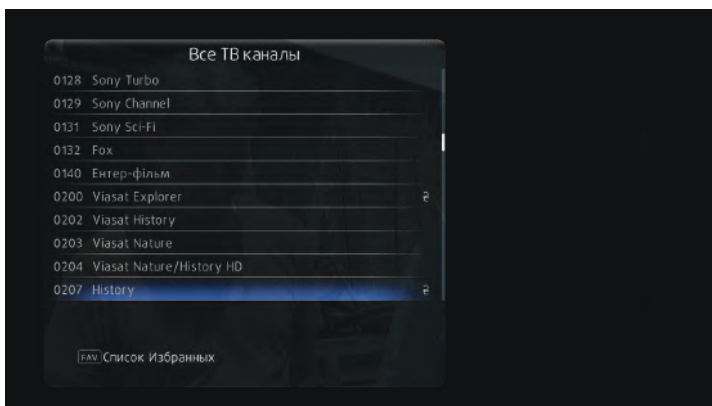 Все ТВ каналы
0128 Sony Turbo
0129 Sony Channel
0131 Sony Sci-Fi
0132 Fox
0140 Ентер-фільм
0200 Viasat Explorer ₴
0202 Viasat History
0203 Viasat Nature
0204 Viasat Nature/History HD
0207 History ₴
FAV Список Избранных